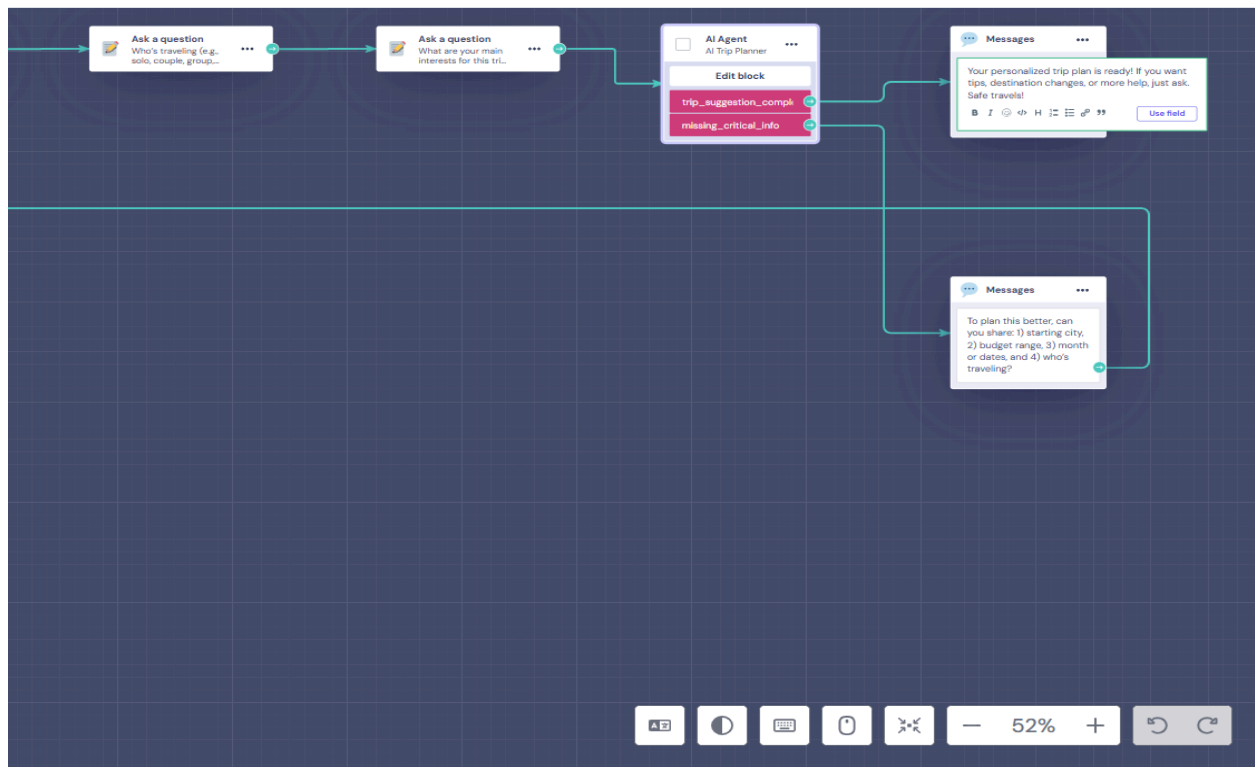 Ask a question
Who's traveling (e.g.,
solo, couple, group,...
Ask a question
What are your main
interests for this tri...
AI Agent
AI Trip Planner
Edit block
trip_suggestion_comple
missing_critical_info
Messages
Your personalized trip plan is ready! If you want
tips, destination changes, or more help, just ask.
Safe travels!
B I </> H
Use field
Messages
To plan this better, can
you share: 1) starting city,
2) budget range, 3) month
or dates, and 4) who's
traveling?
52%